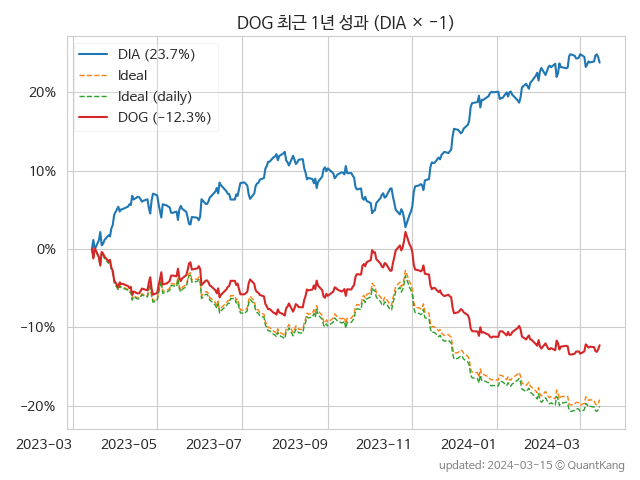 DOG 최근 1년 성과 (DIA × −1)
DIA (23.7%)
Ideal
Ideal (daily)
DOG (−12.3%)
20%
10%
0%
−10%
−20%
2023−03 2023−05 2023−07 2023−09 2023−11 2024−01 2024−03
updated: 2024-03-15 © QuantKang